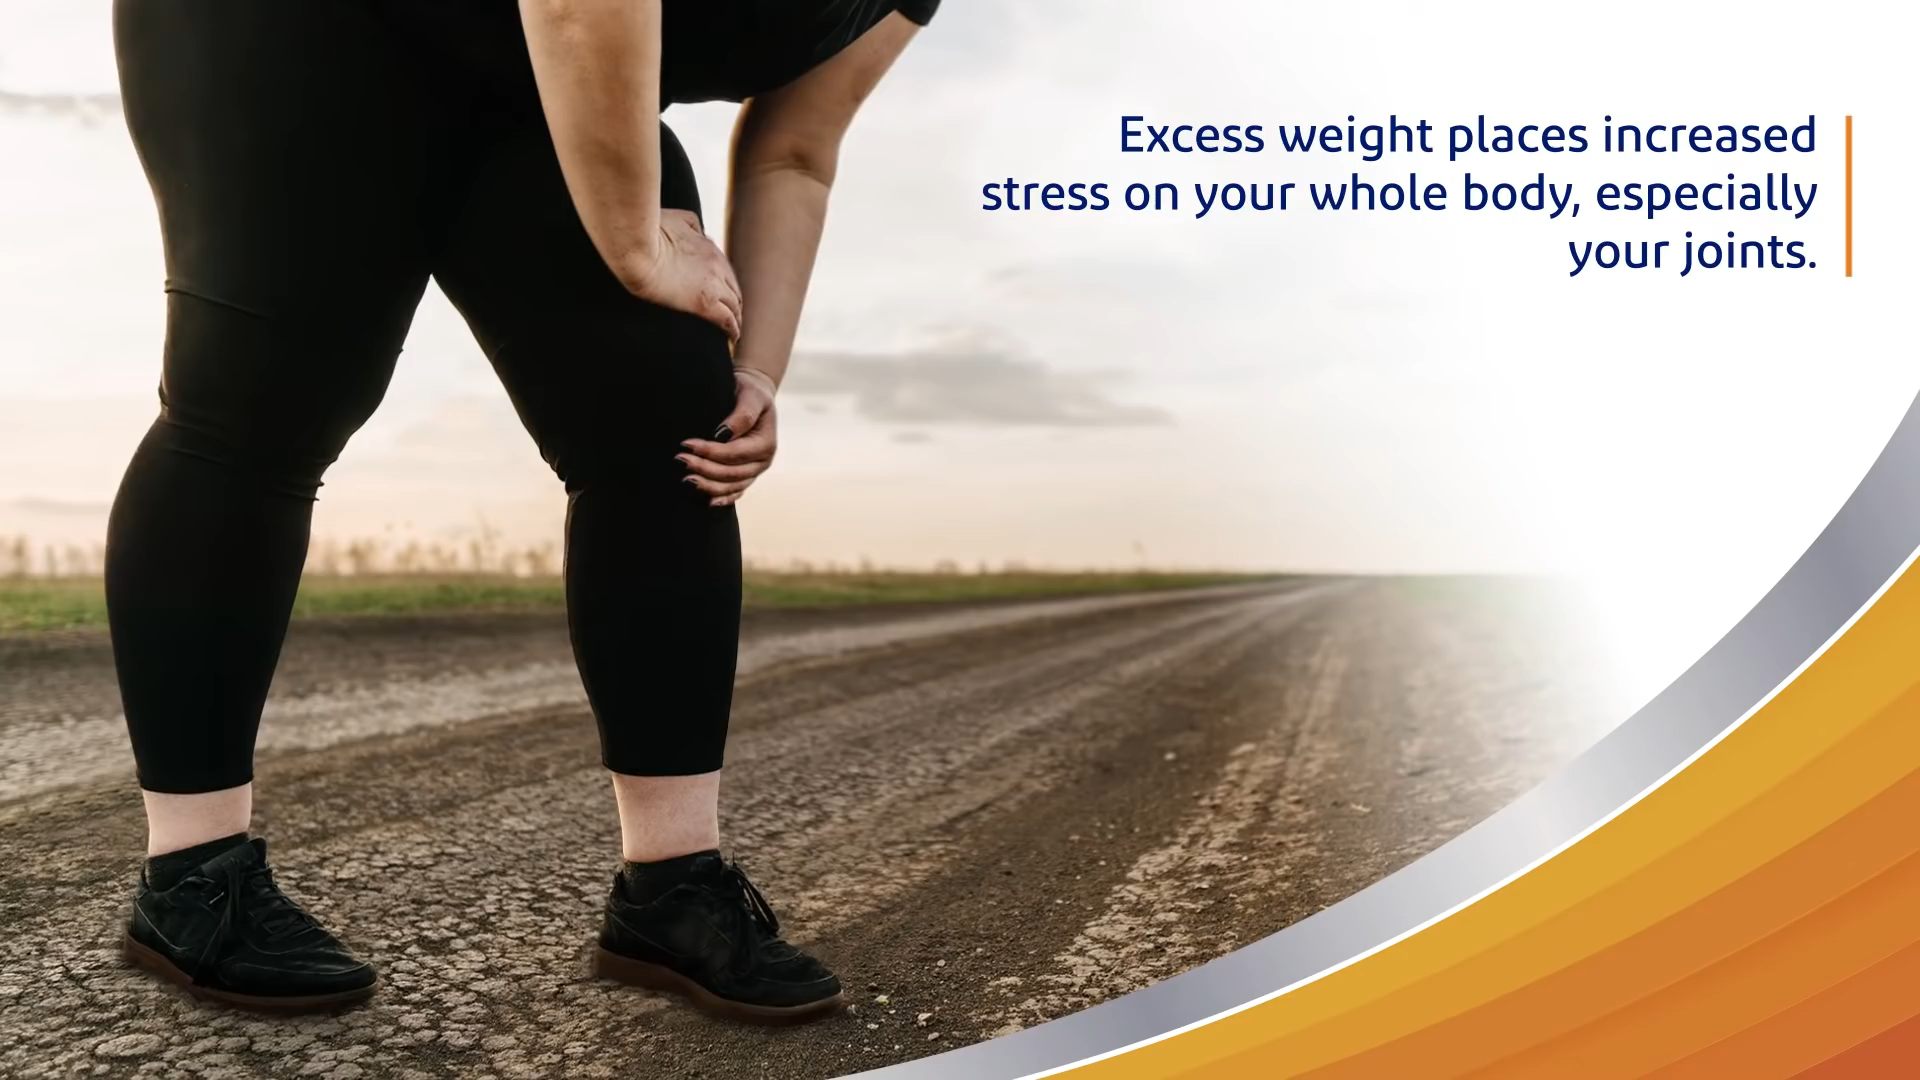 Excess weight places increased
stress on your whole body, especially
your joints.